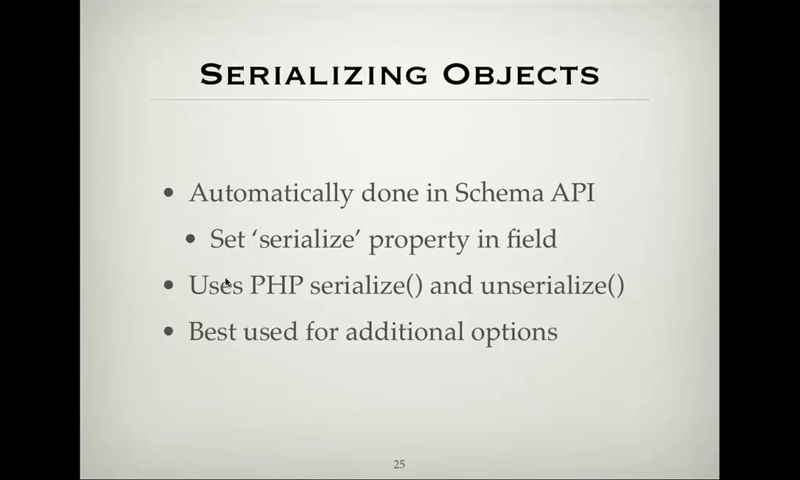 Serializing Objects
• Automatically done in Schema API
• Set ‘serialize’ property in field
• Uses PHP serialize() and unserialize()
• Best used for additional options
25